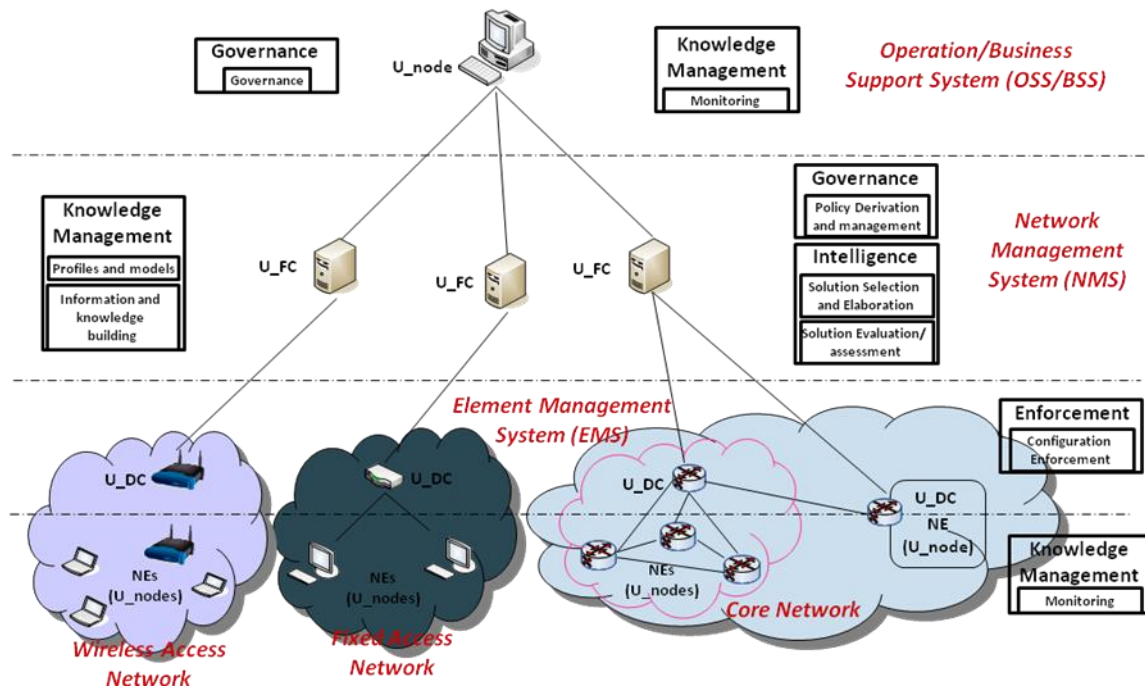 Governance
Governance
U_node
Knowledge
Management
Monitoring
Operation/Business
Support System (OSS/BSS)
Knowledge
Management
Profiles and models
Information and
knowledge
building
U_FC
U_FC
U_FC
Governance
Policy Derivation
and management
Intelligence
Solution Selection
and Elaboration
Solution Evaluation/
assessment
Network
Management
System (NMS)
Element Management
System (EMS)
Enforcement
Configuration
Enforcement
U_DC
U_DC
U_DC
U_DC
NE
(U_node)
NEs
(U_nodes)
NEs
(U_nodes)
NEs
(U_nodes)
Knowledge
Management
Monitoring
Wireless Access
Network
Fixed Access
Network
Core Network